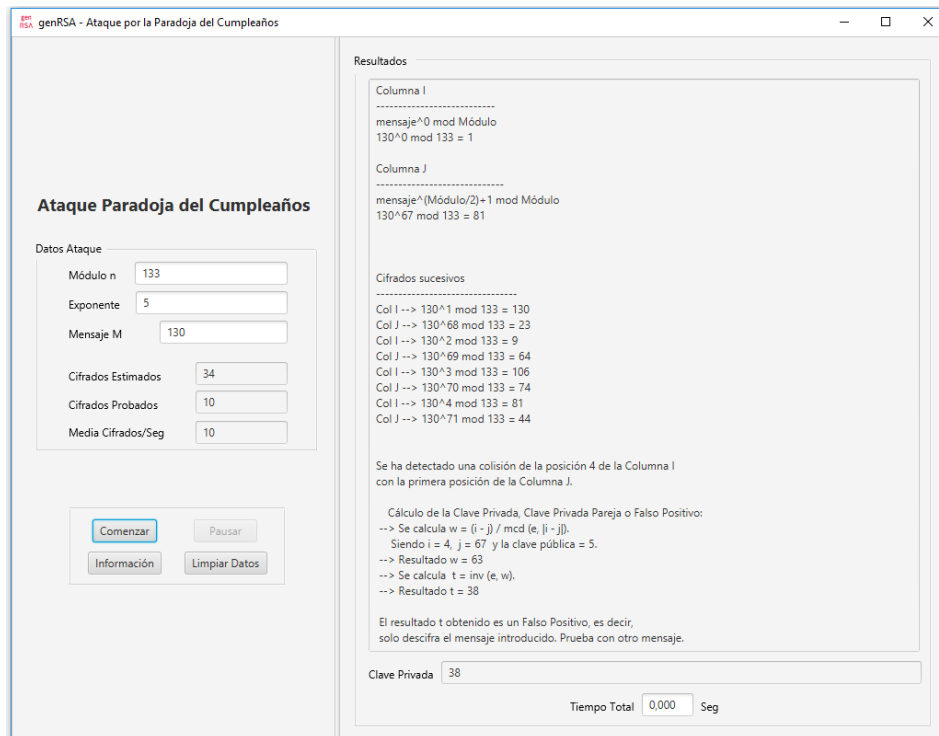 gen RSA genRSA - Ataque por la Paradoja del Cumpleaños
Ataque Paradoja del Cumpleaños
Datos Ataque
Módulo n 133
Exponente 5
Mensaje M 130
Cifrados Estimados 34
Cifrados Probados 10
Media Cifrados/Seg 10
Comenzar Pausar
Información Limpiar Datos
Resultados
Columna I
---------------------------
mensaje^0 mod Módulo
130^0 mod 133 = 1
Columna J
-----------------------------
mensaje^(Módulo/2)+1 mod Módulo
130^67 mod 133 = 81
Cifrados sucesivos
--------------------------------
Col I --> 130^1 mod 133 = 130
Col J --> 130^68 mod 133 = 23
Col I --> 130^2 mod 133 = 9
Col J --> 130^69 mod 133 = 64
Col I --> 130^3 mod 133 = 106
Col J --> 130^70 mod 133 = 74
Col I --> 130^4 mod 133 = 81
Col J --> 130^71 mod 133 = 44
Se ha detectado una colisión de la posición 4 de la Columna I
con la primera posición de la Columna J.
Cálculo de la Clave Privada, Clave Privada Pareja o Falso Positivo:
--> Se calcula w = (i - j) / mcd (e, |i - j|).
Siendo i = 4, j = 67 y la clave pública = 5.
--> Resultado w = 63
--> Se calcula t = inv (e, w).
--> Resultado t = 38
El resultado t obtenido es un Falso Positivo, es decir,
solo descifra el mensaje introducido. Prueba con otro mensaje.
Clave Privada 38
Tiempo Total 0,000 Seg